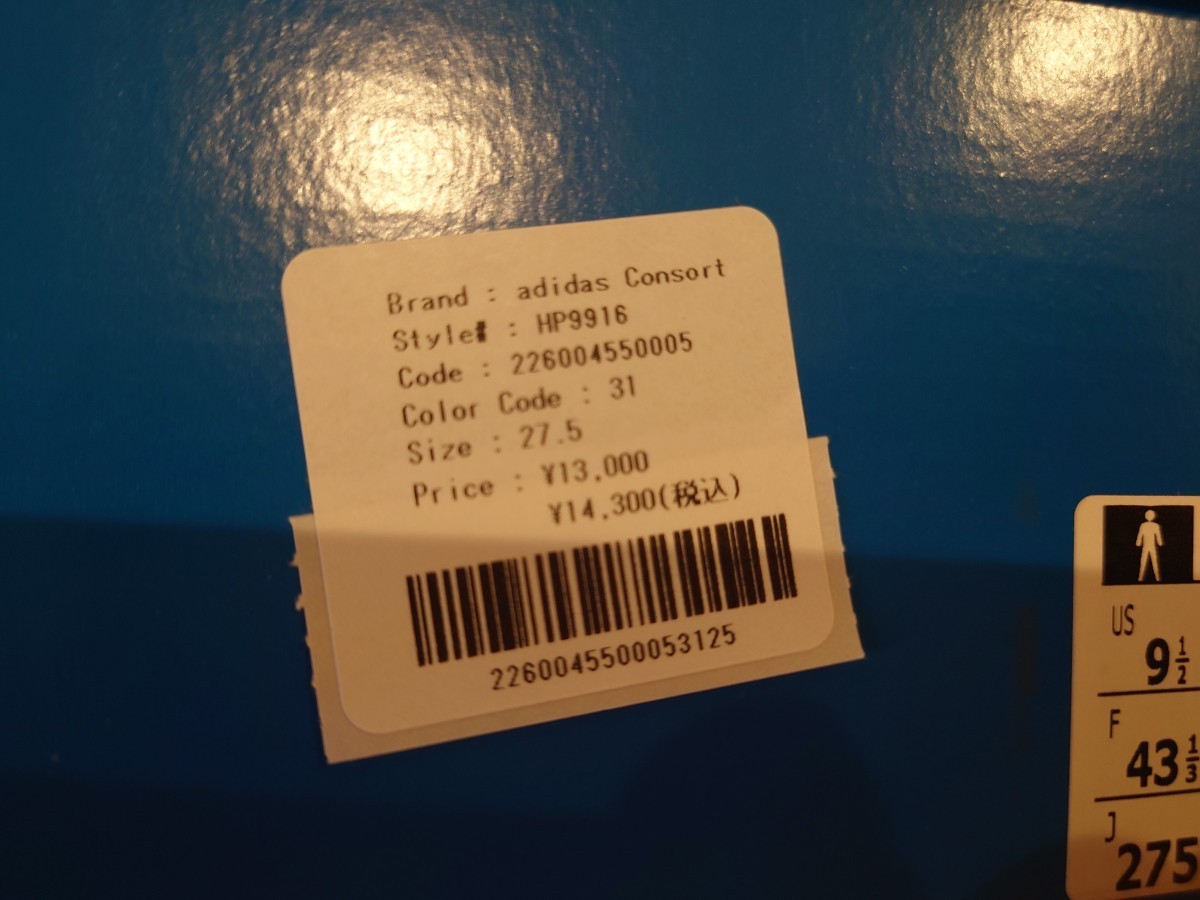 Brand : adidas Consort
Style# : HP9916
Code : 226004550005
Color Code : 31
Size : 27.5
Price : ¥13,000
¥14,300(税込)
2260045500053125
US
9 1/2
F
43 1/3
J
275